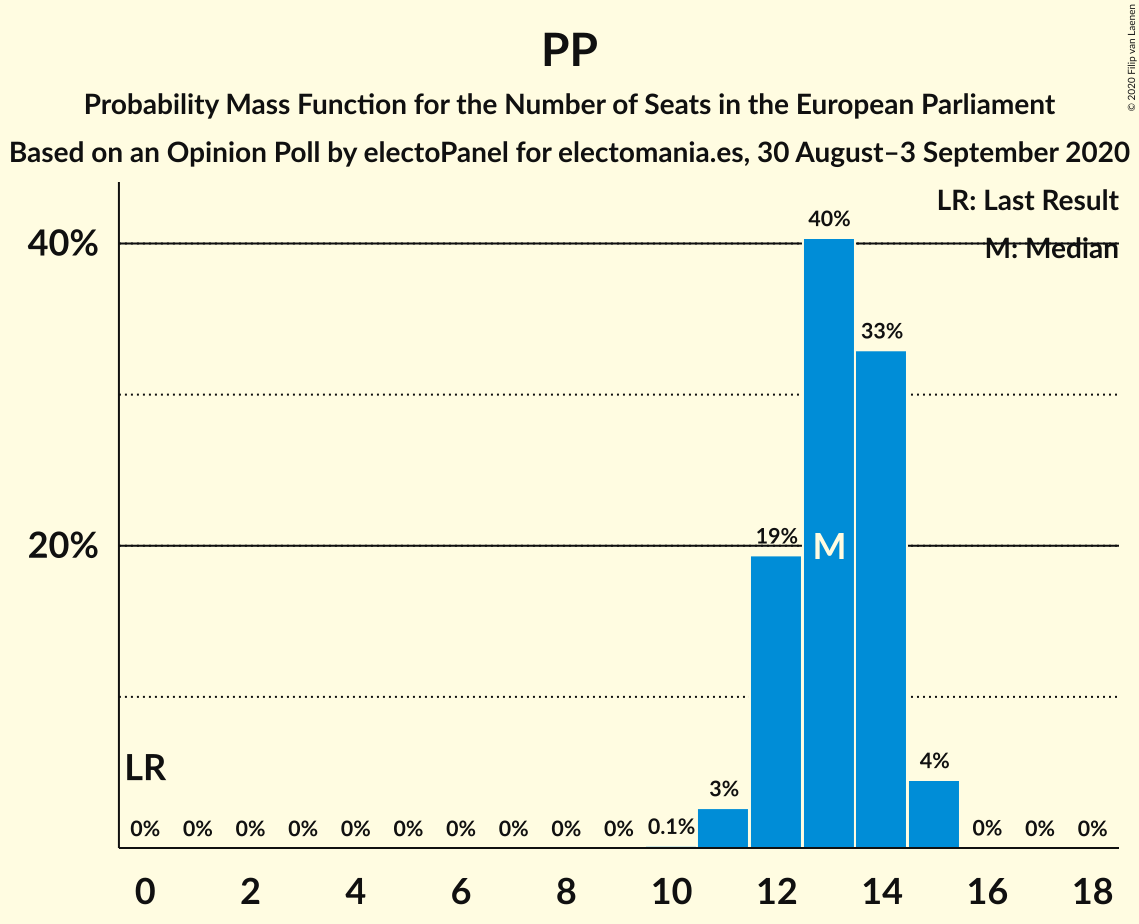 © 2020 Filip van Laenen
PP
Probability Mass Function for the Number of Seats in the European Parliament
Based on an Opinion Poll by electoPanel for electomania.es, 30 August–3 September 2020
LR: Last Result
M: Median
40%
20%
40%
33%
19%
M
LR
4%
3%
0% 0% 0% 0% 0% 0% 0% 0% 0% 0% 0.1% 0% 0% 0%
0 2 4 6 8 10 12 14 16 18